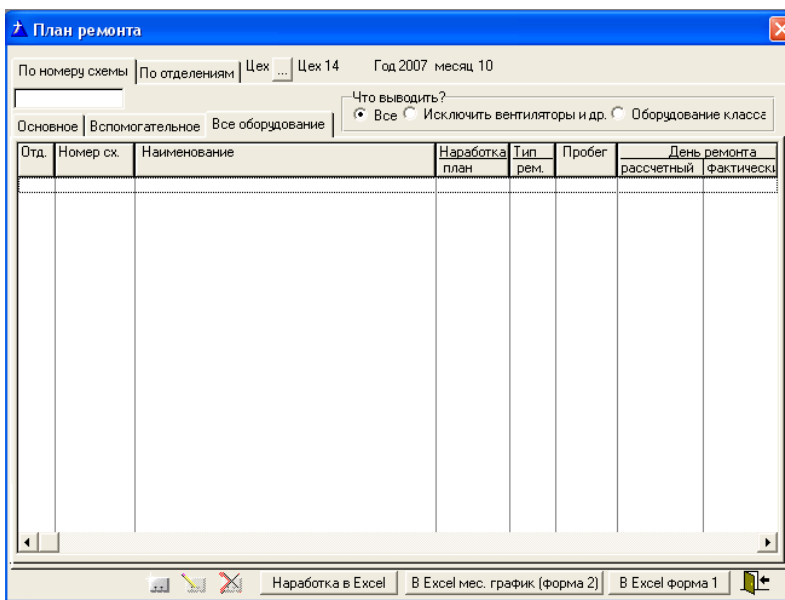 План ремонта
По номеру схемы По отделениям Цех ... Цех 14 Год 2007 месяц 10
Что выводить?
Все Исключить вентиляторы и др. Оборудование класса
Основное Вспомогательное Все оборудование
Отд. Номер сх. Наименование Наработка Тип Пробег День ремонта
план рем. рассчетный фактически
... Наработка в Excel В Excel мес. график (форма 2) В Excel форма 1